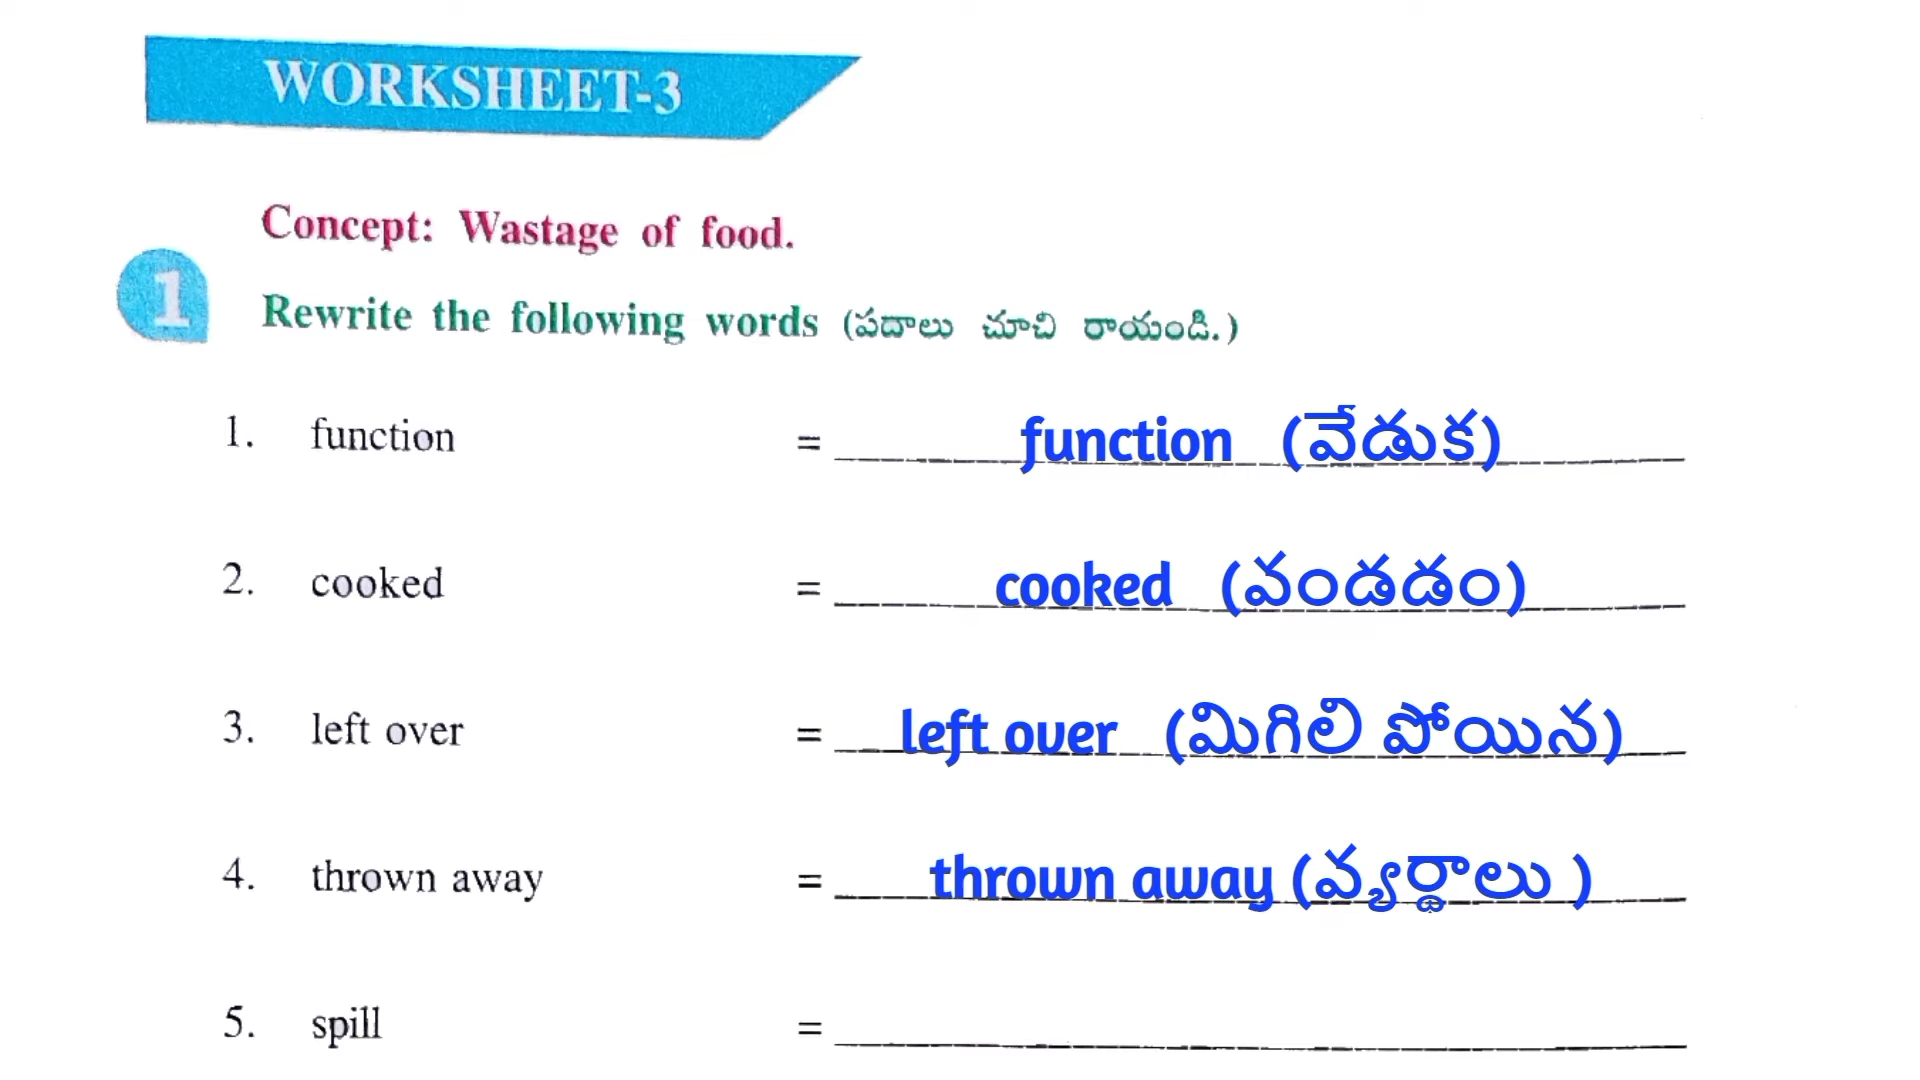 WORKSHEET-3
Concept: Wastage of food.
1
Rewrite the following words (పదాలు చూచి రాయండి.)
1. function = function (వేడుక)
2. cooked = cooked (వండడం)
3. left over = left over (మిగిలి పోయిన)
4. thrown away = thrown away (వ్యర్థాలు )
5. spill =